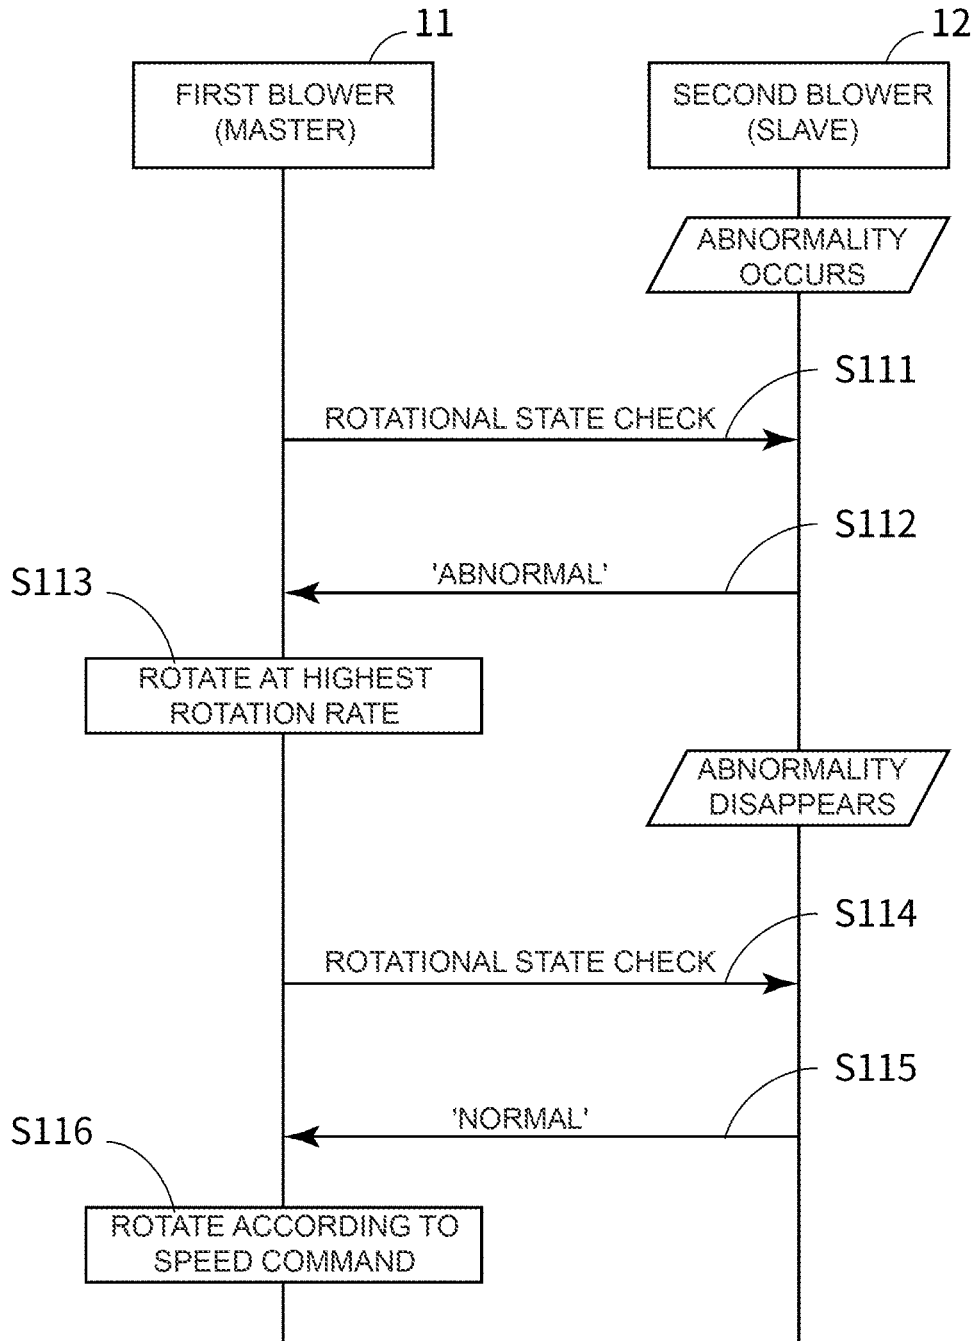 11
12
FIRST BLOWER
(MASTER)
SECOND BLOWER
(SLAVE)
ABNORMALITY
OCCURS
S111
ROTATIONAL STATE CHECK
S112
'ABNORMAL'
S113
ROTATE AT HIGHEST
ROTATION RATE
ABNORMALITY
DISAPPEARS
S114
ROTATIONAL STATE CHECK
S115
'NORMAL'
S116
ROTATE ACCORDING TO
SPEED COMMAND